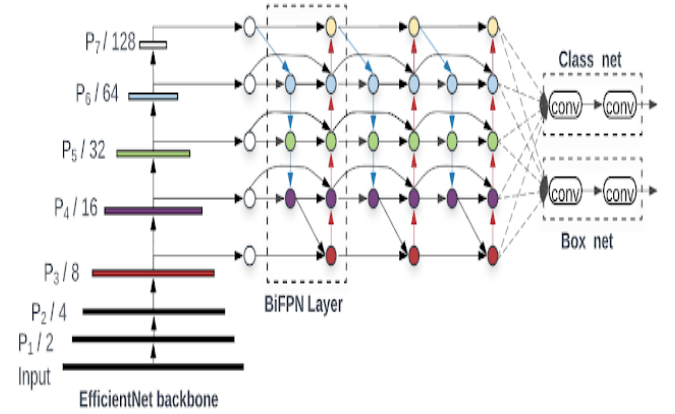 P7 / 128
P6 / 64
P5 / 32
P4 / 16
P3 / 8
P2 / 4
P1 / 2
Input
EfficientNet backbone
BiFPN Layer
Class net
conv conv
conv conv
Box net